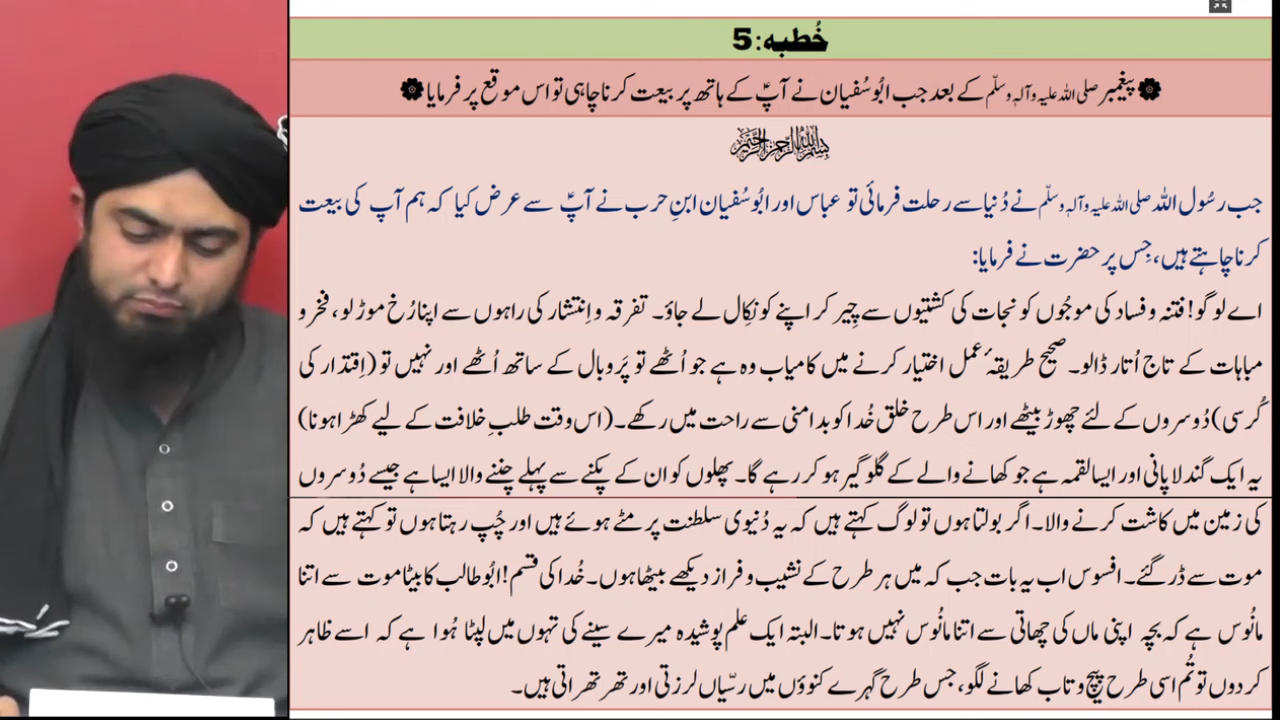 خُطبہ: 5
پیغمبر صلی اللہ علیہ وآلہ وسلّم کے بعد جب ابُوسُفیان نے آپؑ کے ہاتھ پر بیعت کرنا چاہی تو اس موقع پر فرمایا
بِسْمِ اللهِ الرَّحْمٰنِ الرَّحِيْمِ
جب رسُول اللہ صلی اللہ علیہ وآلہ وسلّم نے دُنیا سے رحلت فرمائی تو عباس اور ابُوسُفیان ابنِ حرب نے آپؑ سے عرض کیا کہ ہم آپ کی بیعت
کرنا چاہتے ہیں، جِس پر حضرت نے فرمایا:
اے لوگو! فتنہ و فساد کی موجُوں کو نجات کی کشتیوں سے چِیر کر اپنے کو نِکال لے جاؤ۔ تفرقہ و اِنتشار کی راہوں سے اپنا رُخ موڑ لو، فخر و
مباہات کے تاج اُتار ڈالو۔ صحیح طریقۂ عمل اختیار کرنے میں کامیاب وہ ہے جو اُٹھے تو پَر و بال کے ساتھ اُٹھے اور نہیں تو (اِقتدار کی
کُرسی) دُوسروں کے لئے چھوڑ بیٹھے اور اس طرح خلق خُدا کو بدامنی سے راحت میں رکھے۔ (اس وقت طلبِ خلافت کے لیے کھڑا ہونا)
یہ ایک گندلا پانی اور ایسا لقمہ ہے جو کھانے والے کے گلوگیر ہو کر رہے گا۔ پھلوں کو ان کے پکنے سے پہلے چننے والا ایسا ہے جیسے دُوسروں
کی زمین میں کاشت کرنے والا۔ اگر بولتا ہوں تو لوگ کہتے ہیں کہ یہ دُنیوی سلطنت پر مٹے ہوئے ہیں اور چُپ رہتا ہوں تو کہتے ہیں کہ
موت سے ڈر گئے۔ افسوس اب یہ بات جب کہ میں ہر طرح کے نشیب و فراز دیکھے بیٹھا ہوں۔ خُدا کی قسم! ابُوطالب کا بیٹا موت سے اتنا
مانُوس ہے کہ بچہ اپنی ماں کی چھاتی سے اتنا مانُوس نہیں ہوتا۔ البتہ ایک علم پوشیدہ میرے سینے کی تہوں میں لپٹا ہُوا ہے کہ اسے ظاہر
کر دوں تو تُم اسی طرح پیچ و تاب کھانے لگو، جس طرح گہرے کنوؤں میں رسّیاں لرزتی اور تھرتھراتی ہیں۔